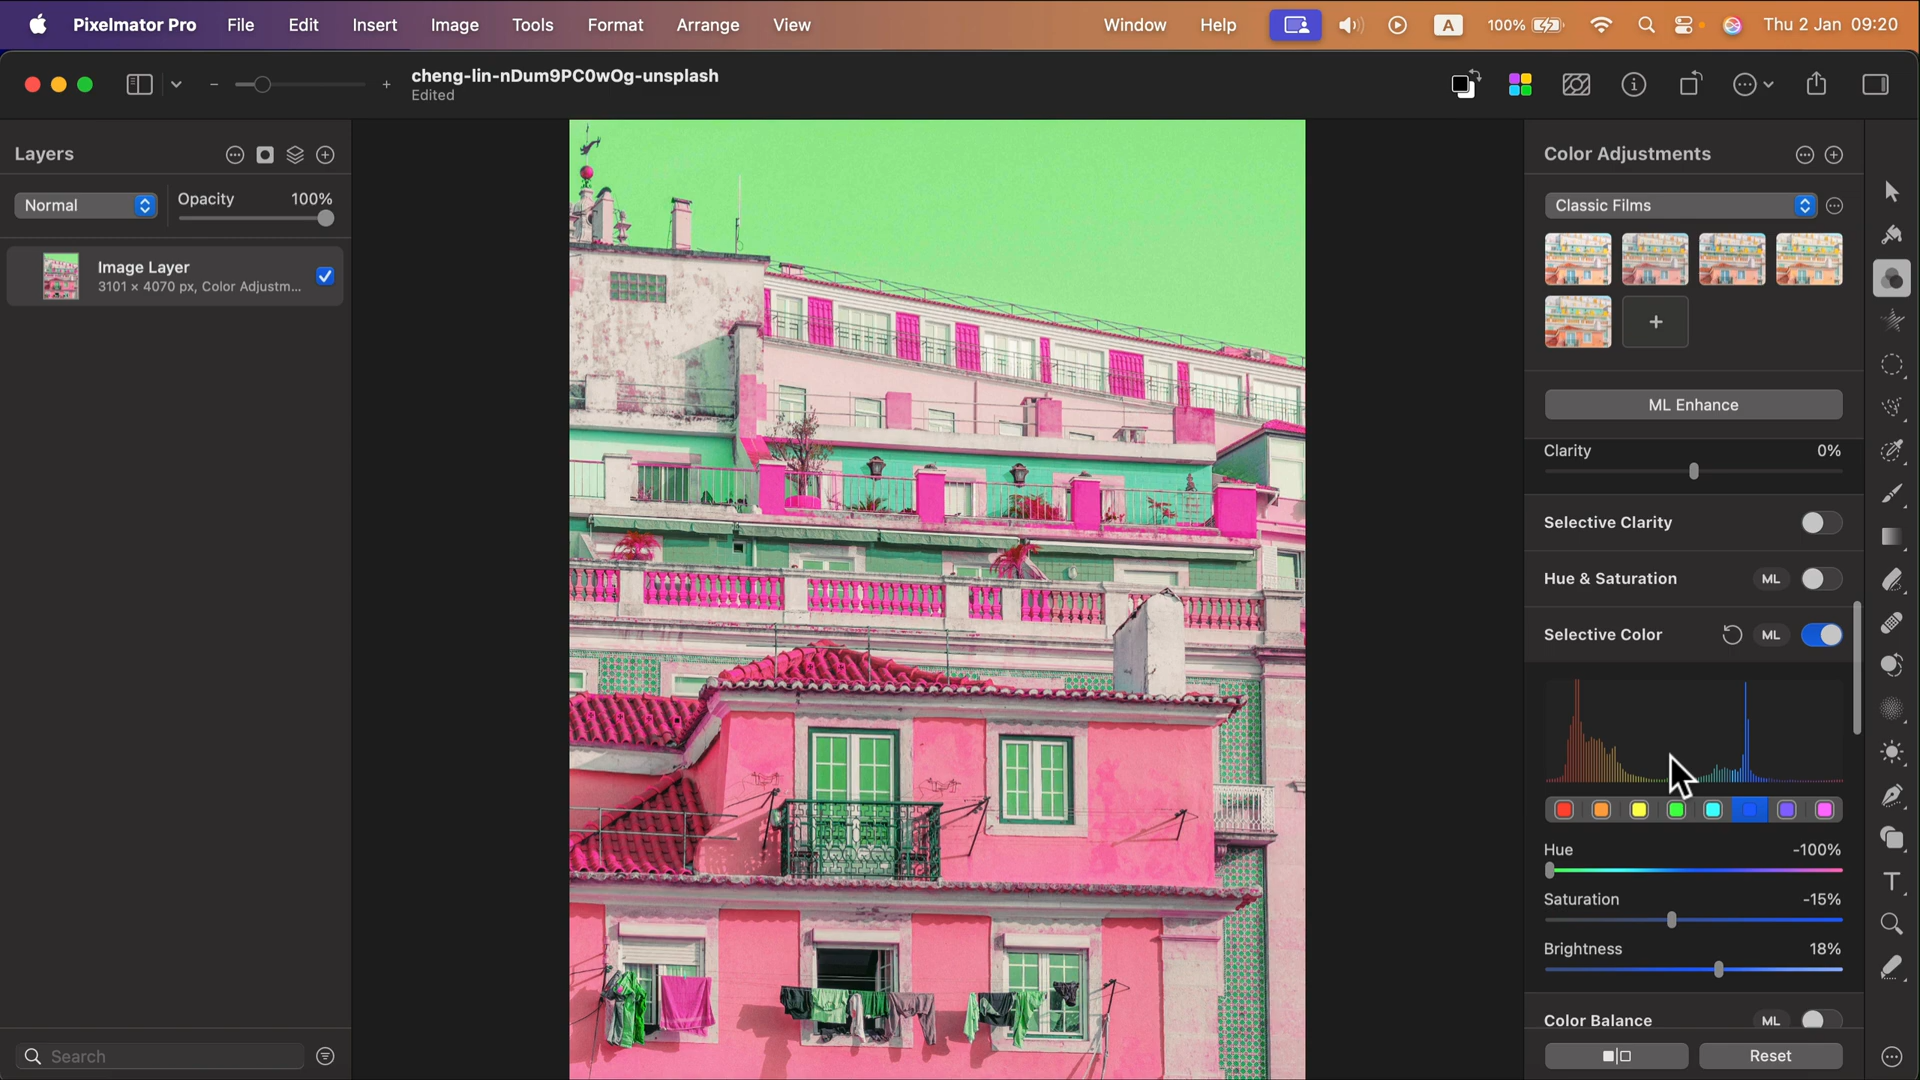 Pixelmator Pro File Edit Insert Image Tools Format Arrange View Window Help A 100% Thu 2 Jan 09:20
cheng-lin-nDum9PC0wOg-unsplash
Edited
Layers
Normal Opacity 100%
Image Layer
3101 × 4070 px, Color Adjustm...
Search
Color Adjustments
Classic Films
ML Enhance
Clarity 0%
Selective Clarity
Hue & Saturation ML
Selective Color ML
Hue -100%
Saturation -15%
Brightness 18%
Color Balance ML
Reset